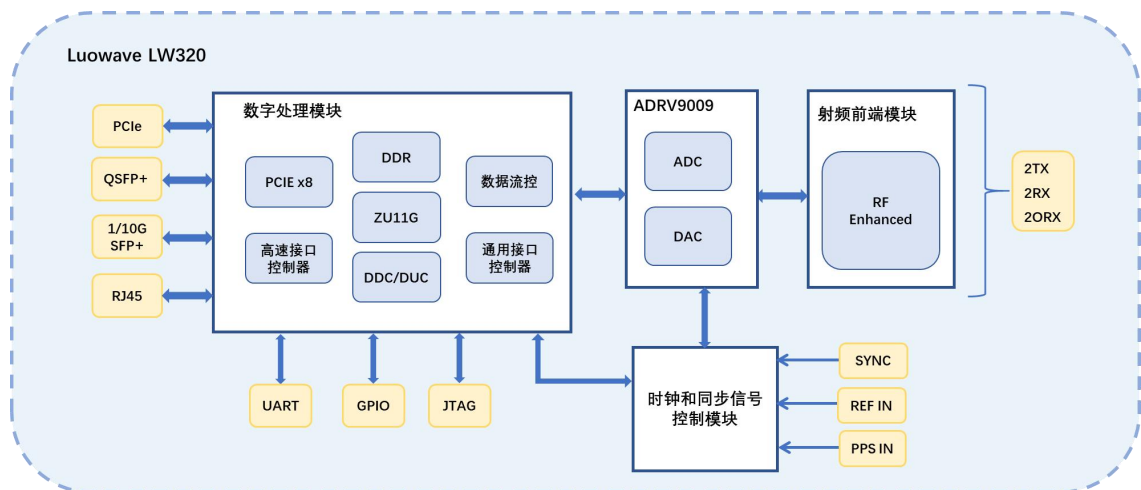 Luowave LW320
PCIe
QSFP+
1/10G
SFP+
RJ45
数字处理模块
PCIE x8
高速接口
控制器
DDR
ZU11G
DDC/DUC
数据流控
通用接口
控制器
ADRV9009
ADC
DAC
射频前端模块
RF
Enhanced
2TX
2RX
2ORX
UART
GPIO
JTAG
时钟和同步信号
控制模块
SYNC
REF IN
PPS IN